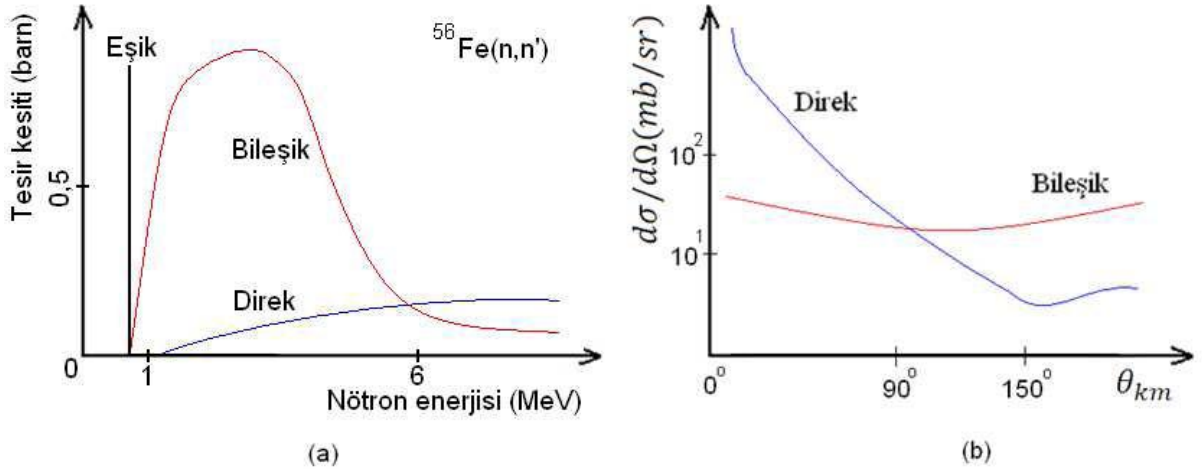 Tesir kesiti (barn)
0,5
0
Eşik
⁵⁶Fe(n,n')
Bileşik
Direk
1
6
Nötron enerjisi (MeV)
(a)
dσ/dΩ(mb/sr)
10²
10¹
Direk
Bileşik
0°
90°
150°
θkm
(b)